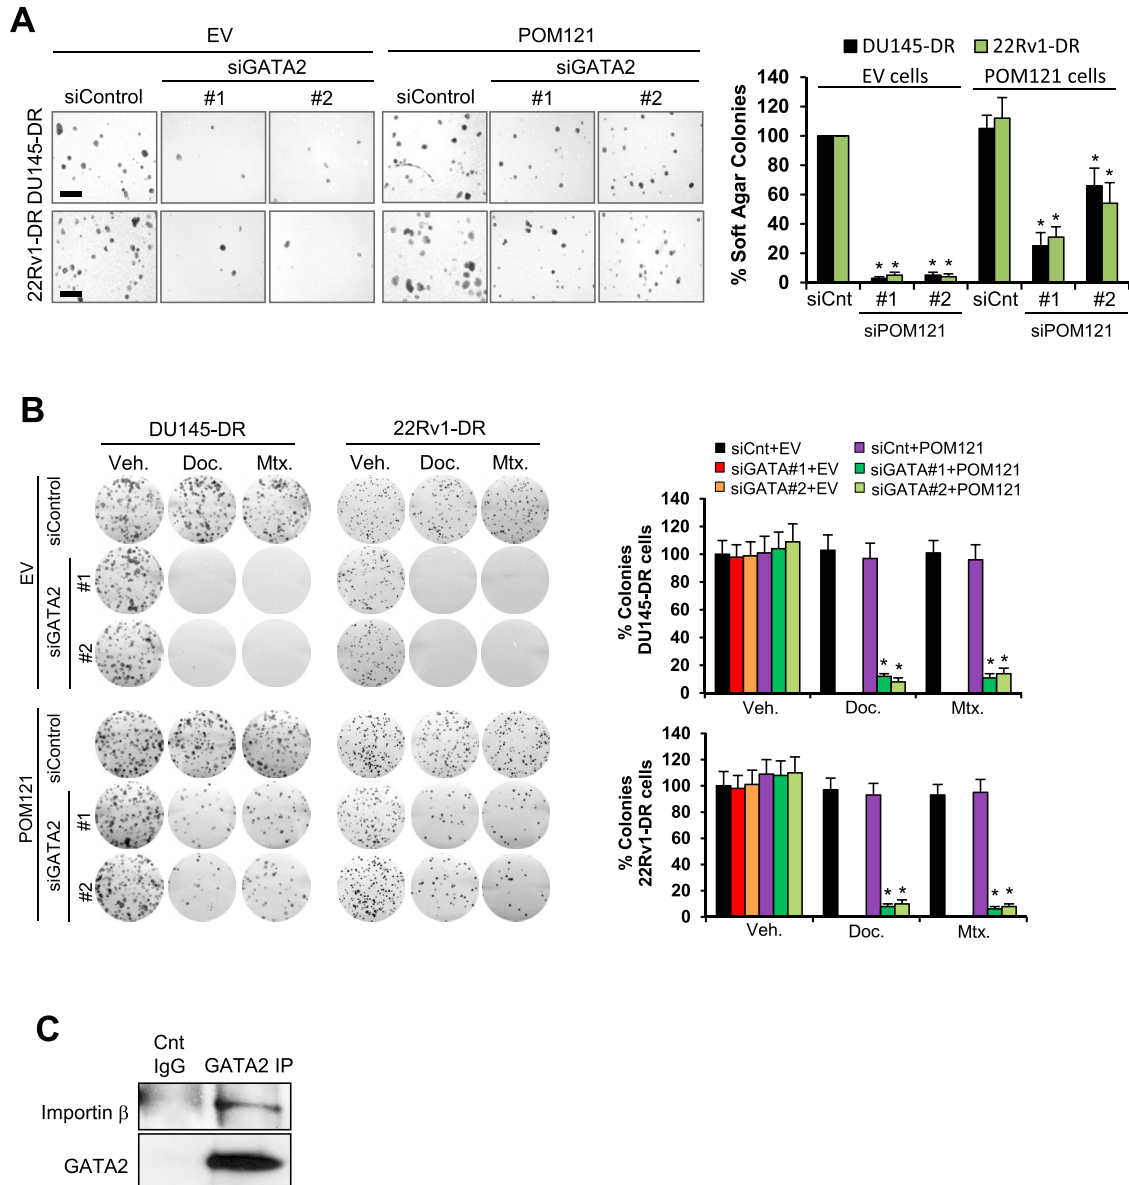 A
EV
POM121
siGATA2
siGATA2
siControl
#1
#2
siControl
#1
#2
DU145-DR
22Rv1-DR
DU145-DR
22Rv1-DR
EV cells
POM121 cells
% Soft Agar Colonies
140
120
100
80
60
40
20
0
* * * * * * * *
siCnt
#1
#2
siCnt
#1
#2
siPOM121
siPOM121
B
DU145-DR
22Rv1-DR
Veh.
Doc.
Mtx.
Veh.
Doc.
Mtx.
EV
siControl
siGATA2
#1
#2
POM121
siControl
siGATA2
#1
#2
siCnt+EV
siCnt+POM121
siGATA#1+EV
siGATA#1+POM121
siGATA#2+EV
siGATA#2+POM121
% Colonies
DU145-DR cells
140
120
100
80
60
40
20
0
* * * *
Veh.
Doc.
Mtx.
% Colonies
22Rv1-DR cells
140
120
100
80
60
40
20
0
* * * *
Veh.
Doc.
Mtx.
C
Cnt
IgG
GATA2 IP
Importin β
GATA2